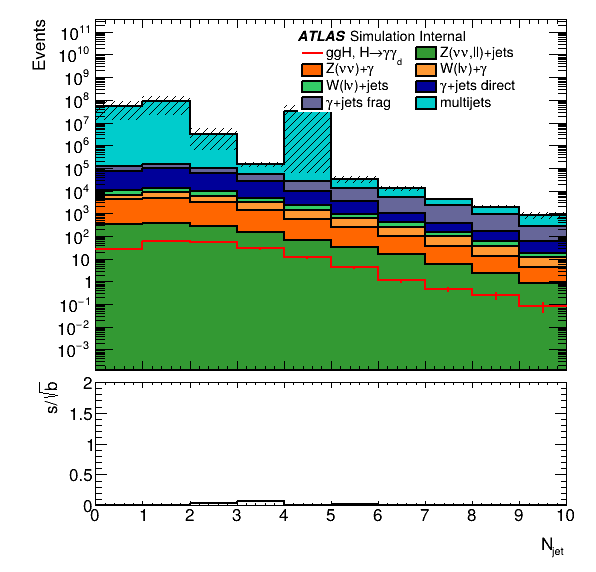 Events
10¹¹
10¹⁰
10⁹
10⁸
10⁷
10⁶
10⁵
10⁴
10³
10²
10
1
10⁻¹
10⁻²
10⁻³
ATLAS Simulation Internal
ggH, H→γγ_d
Z(νν,ll)+jets
Z(νν)+γ
W(lν)+γ
W(lν)+jets
γ+jets direct
γ+jets frag
multijets
s/√b
2
1.5
1
0.5
0
0 1 2 3 4 5 6 7 8 9 10
N_jet